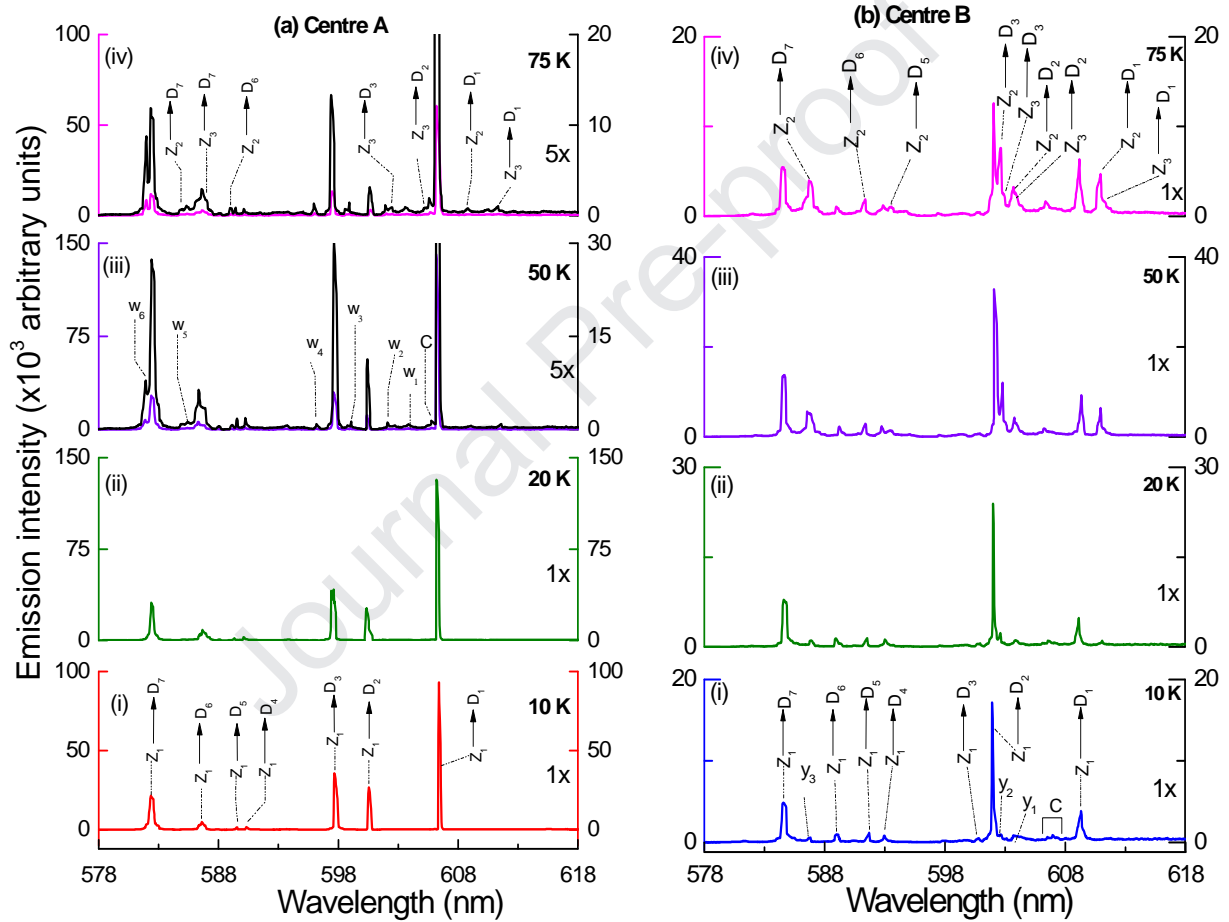 (a) Centre A
(b) Centre B
Emission intensity (x10³ arbitrary units)
(iv)
75 K
5x
100
50
0
20
10
0
Z₂ → D₇
Z₃ → D₇
Z₂ → D₆
Z₃ → D₃
Z₃ → D₂
Z₂ → D₁
Z₃ → D₁
(iii)
50 K
5x
150
75
0
30
15
0
w₆
w₅
w₄
w₃
w₂
w₁
C
(ii)
20 K
1x
150
75
0
150
75
0
(i)
10 K
1x
100
50
0
100
50
0
Z₁ → D₇
Z₁ → D₆
Z₁ → D₅
Z₁ → D₄
Z₁ → D₃
Z₁ → D₂
Z₁ → D₁
578 588 598 608 618
Wavelength (nm)
(iv)
75 K
1x
20
0
20
10
0
Z₂ → D₇
Z₂ → D₆
Z₂ → D₅
Z₂ → D₃
Z₃ → D₃
Z₂ → D₂
Z₃ → D₂
Z₂ → D₁
Z₃ → D₁
(iii)
50 K
1x
40
0
40
0
(ii)
20 K
1x
30
0
30
0
(i)
10 K
1x
20
0
20
0
Z₁ → D₇
y₃
Z₁ → D₆
Z₁ → D₅
Z₁ → D₄
Z₁ → D₃
Z₁ → D₂
y₂
y₁
C
Z₁ → D₁
578 588 598 608 618
Wavelength (nm)
Journal Pre-proof